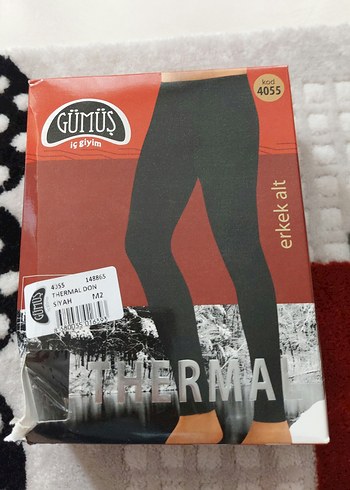 GÜMÜŞ
iç giyim
kod
4055
erkek alt
GÜMÜŞ
4055 148865
THERMAL DON
SİYAH M2
THERMAL